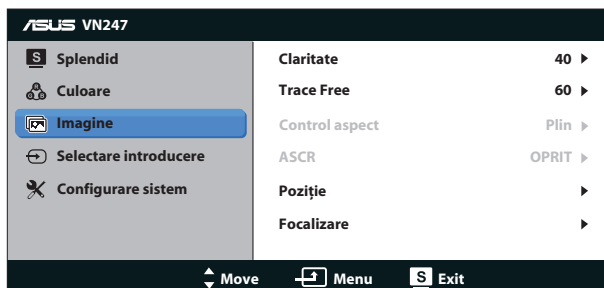 ASUS VN247
S Splendid
Culoare
Imagine
Selectare introducere
Configurare sistem
Claritate 40
Trace Free 60
Control aspect Plin
ASCR OPRIT
Poziție
Focalizare
Move Menu S Exit